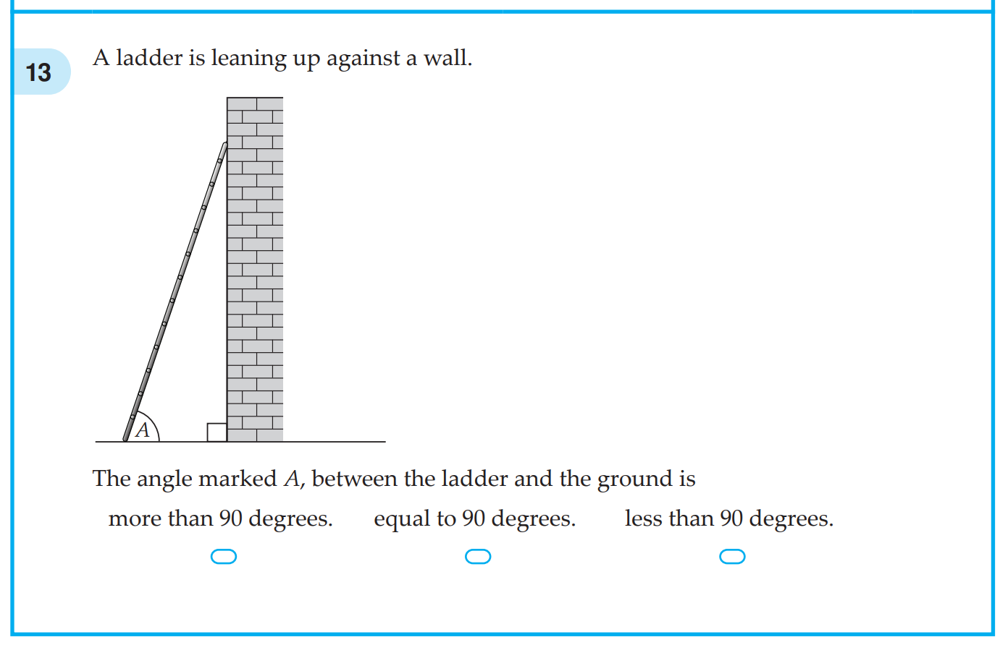 13
A ladder is leaning up against a wall.
A
The angle marked A, between the ladder and the ground is
more than 90 degrees. equal to 90 degrees. less than 90 degrees.